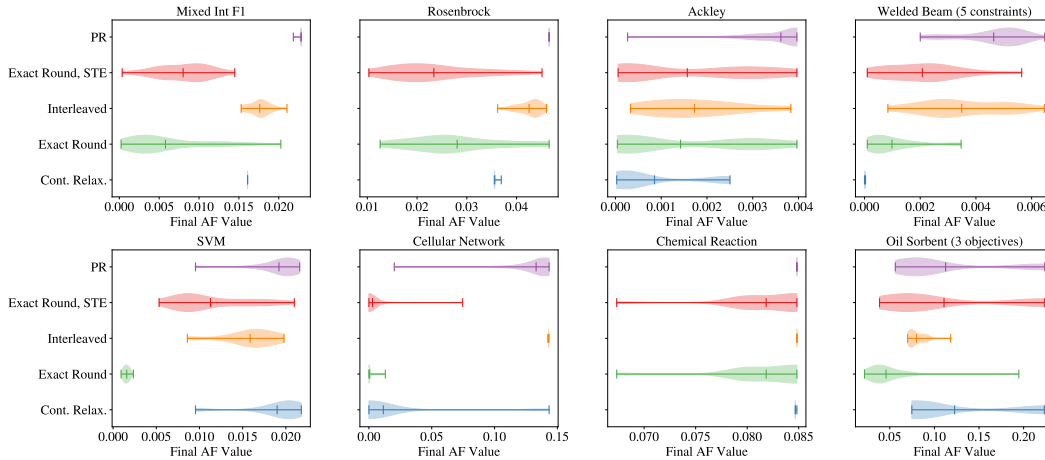 Mixed Int F1
Rosenbrock
Ackley
Welded Beam (5 constraints)
PR
Exact Round, STE
Interleaved
Exact Round
Cont. Relax.
0.000 0.005 0.010 0.015 0.020
0.01 0.02 0.03 0.04
0.000 0.001 0.002 0.003 0.004
0.000 0.002 0.004 0.006
Final AF Value
Final AF Value
Final AF Value
Final AF Value
SVM
Cellular Network
Chemical Reaction
Oil Sorbent (3 objectives)
PR
Exact Round, STE
Interleaved
Exact Round
Cont. Relax.
0.000 0.005 0.010 0.015 0.020
0.00 0.05 0.10 0.15
0.070 0.075 0.080 0.085
0.05 0.10 0.15 0.20
Final AF Value
Final AF Value
Final AF Value
Final AF Value